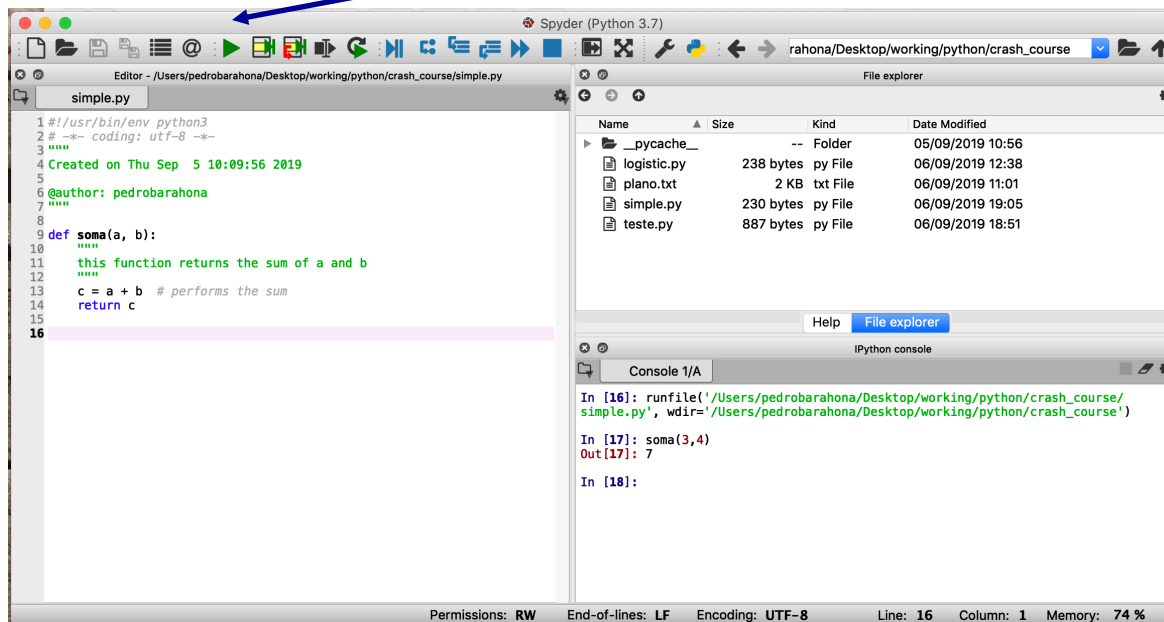 Spyder (Python 3.7)
rahona/Desktop/working/python/crash_course
Editor - /Users/pedrobarahona/Desktop/working/python/crash_course/simple.py
simple.py
1 #!/usr/bin/env python3
2 # -*- coding: utf-8 -*-
3 """
4 Created on Thu Sep  5 10:09:56 2019
5
6 @author: pedrobarahona
7 """
8
9 def soma(a, b):
10     """
11     this function returns the sum of a and b
12     """
13     c = a + b  # performs the sum
14     return c
15
16
File explorer
Name Size Kind Date Modified
__pycache__ -- Folder 05/09/2019 10:56
logistic.py 238 bytes py File 06/09/2019 12:38
plano.txt 2 KB txt File 06/09/2019 11:01
simple.py 230 bytes py File 06/09/2019 19:05
teste.py 887 bytes py File 06/09/2019 18:51
Help File explorer
IPython console
Console 1/A
In [16]: runfile('/Users/pedrobarahona/Desktop/working/python/crash_course/
simple.py', wdir='/Users/pedrobarahona/Desktop/working/python/crash_course')
In [17]: soma(3,4)
Out[17]: 7
In [18]:
Permissions: RW End-of-lines: LF Encoding: UTF-8 Line: 16 Column: 1 Memory: 74 %